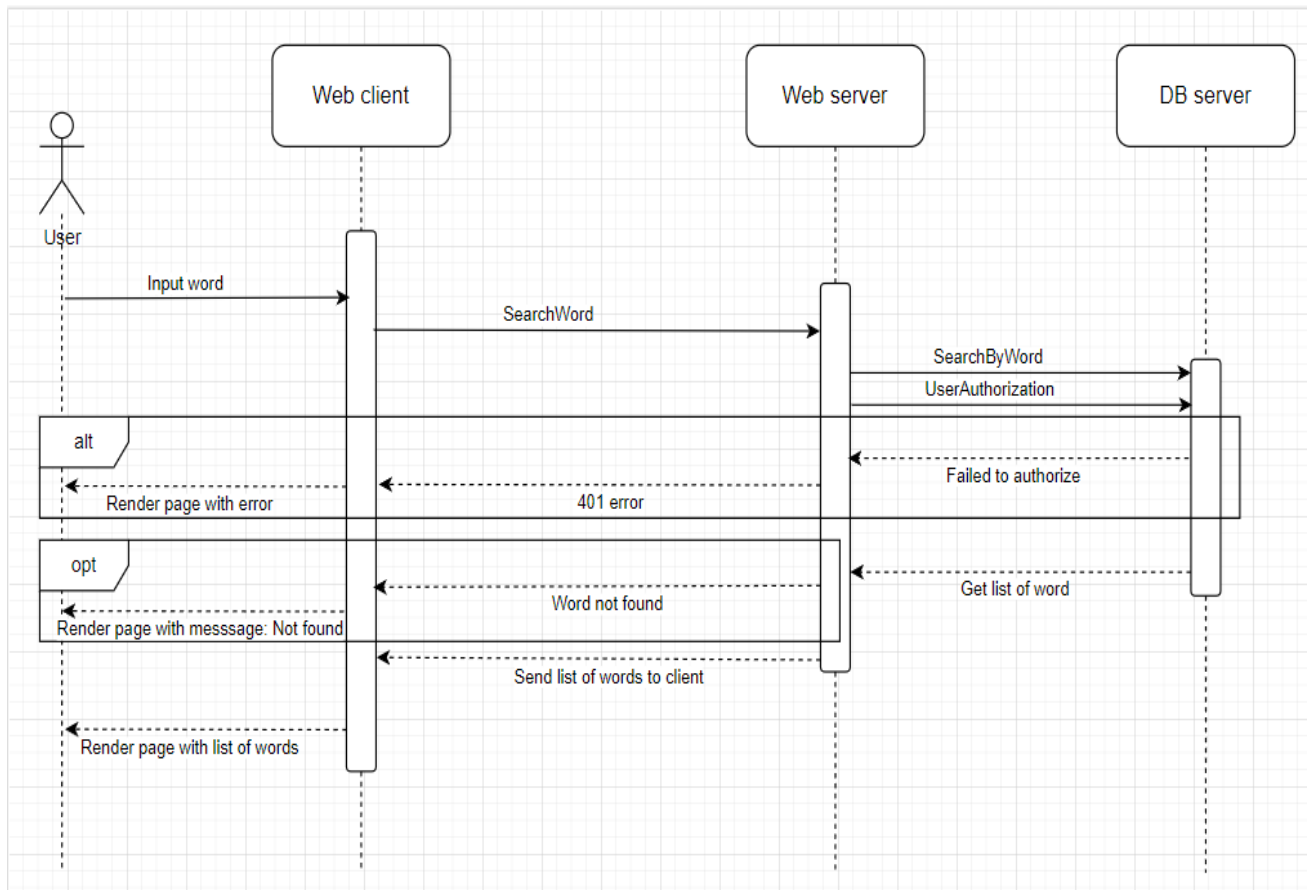 Web client
Web server
DB server
User
Input word
SearchWord
SearchByWord
UserAuthorization
alt
Failed to authorize
Render page with error
401 error
opt
Get list of word
Word not found
Render page with messsage: Not found
Send list of words to client
Render page with list of words